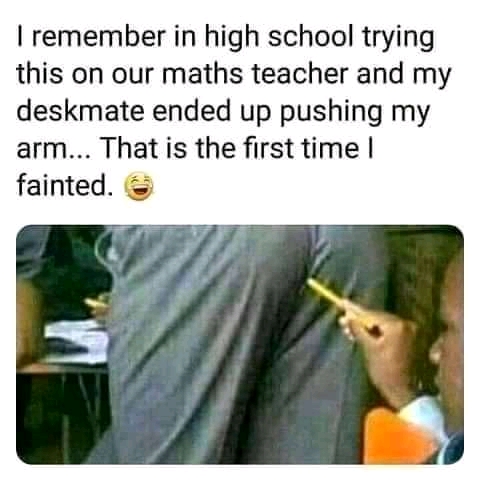 I remember in high school trying
this on our maths teacher and my
deskmate ended up pushing my
arm... That is the first time I
fainted. 😅